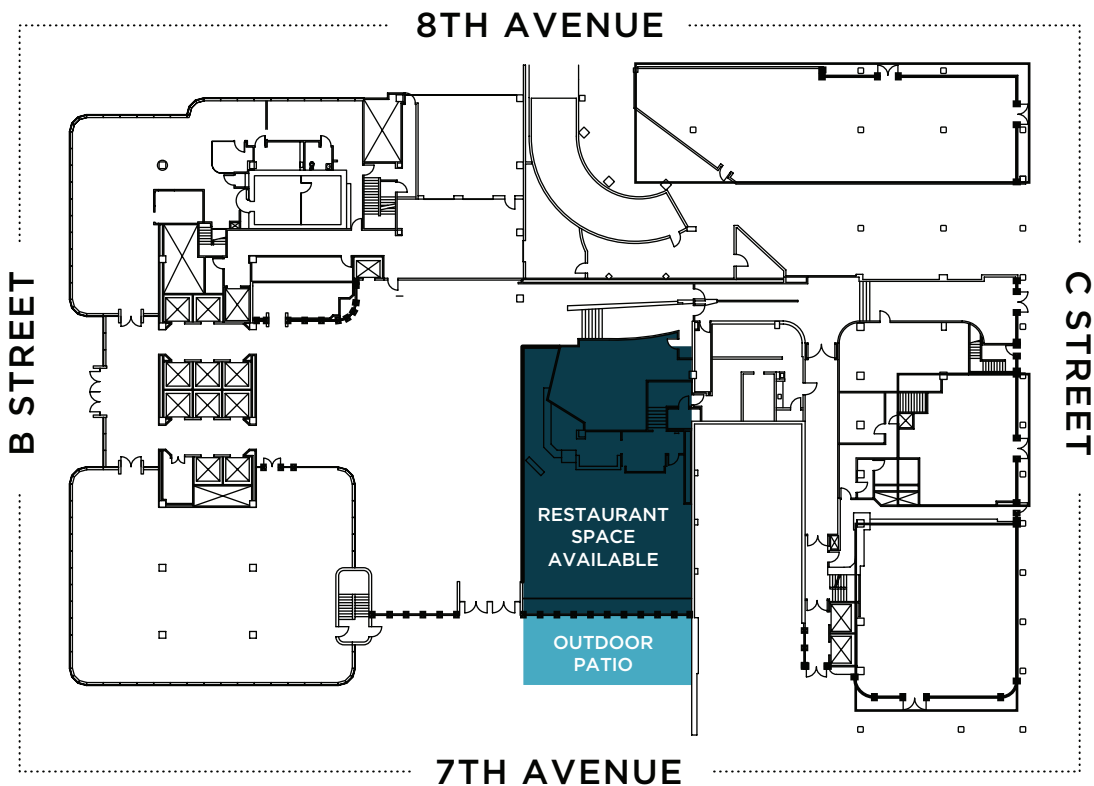 8TH AVENUE
B STREET
C STREET
RESTAURANT
SPACE
AVAILABLE
OUTDOOR
PATIO
7TH AVENUE